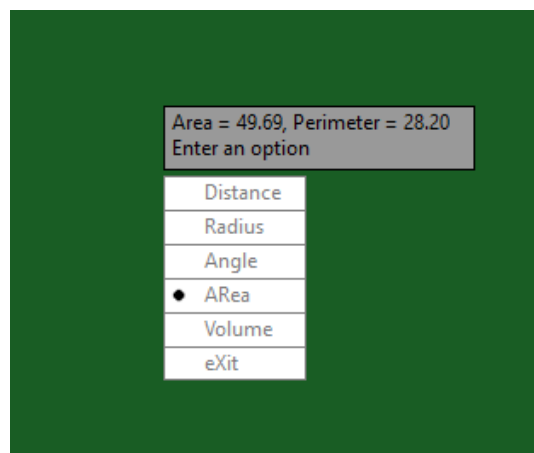 Area = 49.69, Perimeter = 28.20
Enter an option
Distance
Radius
Angle
ARea
Volume
eXit